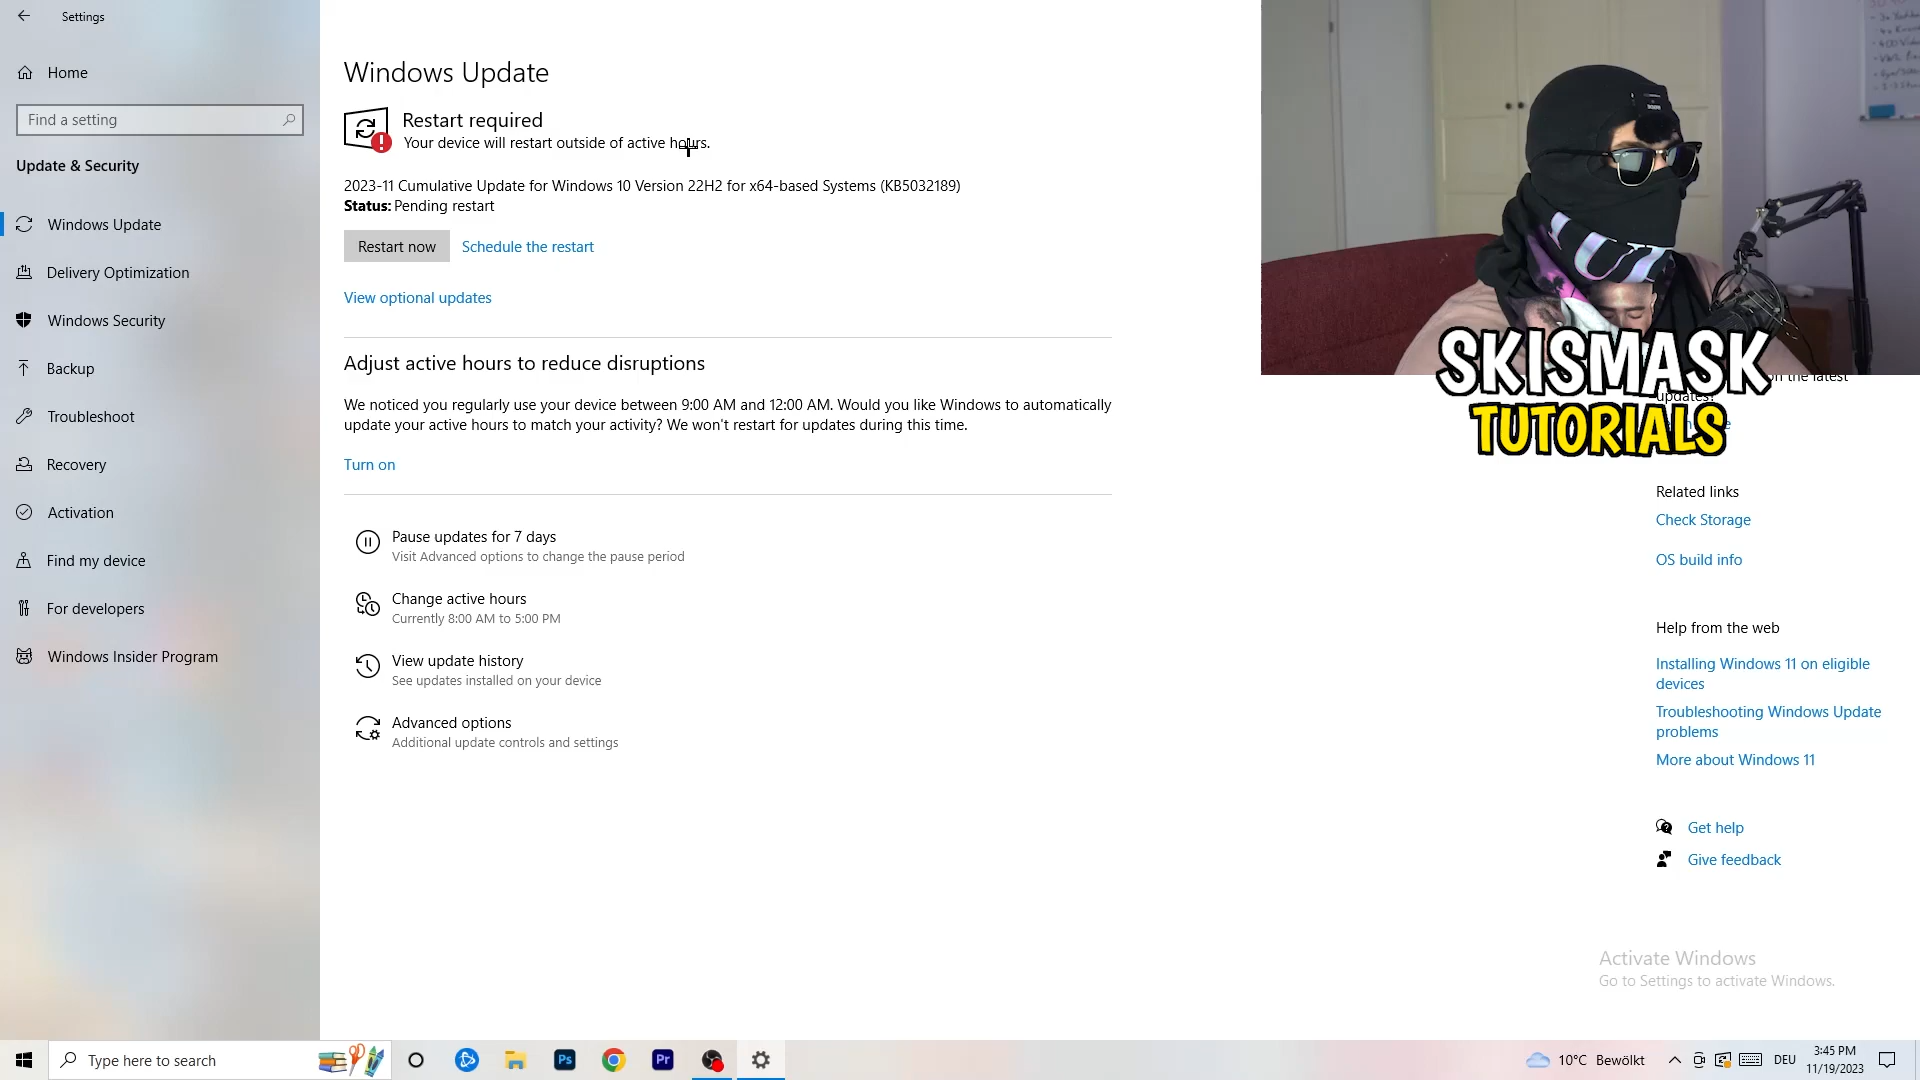 Settings
Home
Find a setting
Update & Security
Windows Update
Delivery Optimization
Windows Security
Backup
Troubleshoot
Recovery
Activation
Find my device
For developers
Windows Insider Program
Windows Update
Restart required
Your device will restart outside of active hours.
2023-11 Cumulative Update for Windows 10 Version 22H2 for x64-based Systems (KB5032189)
Status: Pending restart
Restart now Schedule the restart
View optional updates
Adjust active hours to reduce disruptions
We noticed you regularly use your device between 9:00 AM and 12:00 AM. Would you like Windows to automatically
update your active hours to match your activity? We won't restart for updates during this time.
Turn on
Pause updates for 7 days
Visit Advanced options to change the pause period
Change active hours
Currently 8:00 AM to 5:00 PM
View update history
See updates installed on your device
Advanced options
Additional update controls and settings
SKISMASK
TUTORIALS
on the latest
updates?
Related links
Check Storage
OS build info
Help from the web
Installing Windows 11 on eligible
devices
Troubleshooting Windows Update
problems
More about Windows 11
Get help
Give feedback
Activate Windows
Go to Settings to activate Windows.
Type here to search
Ps
Pr
10°C Bewölkt
DEU
3:45 PM
11/19/2023